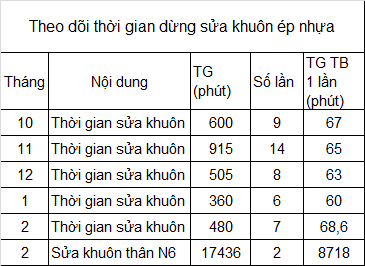 Theo dõi thời gian dừng sửa khuôn ép nhựa
Tháng Nội dung TG (phút) Số lần TG TB 1 lần (phút)
10 Thời gian sửa khuôn 600 9 67
11 Thời gian sửa khuôn 915 14 65
12 Thời gian sửa khuôn 505 8 63
1 Thời gian sửa khuôn 360 6 60
2 Thời gian sửa khuôn 480 7 68,6
2 Sửa khuôn thân N6 17436 2 8718